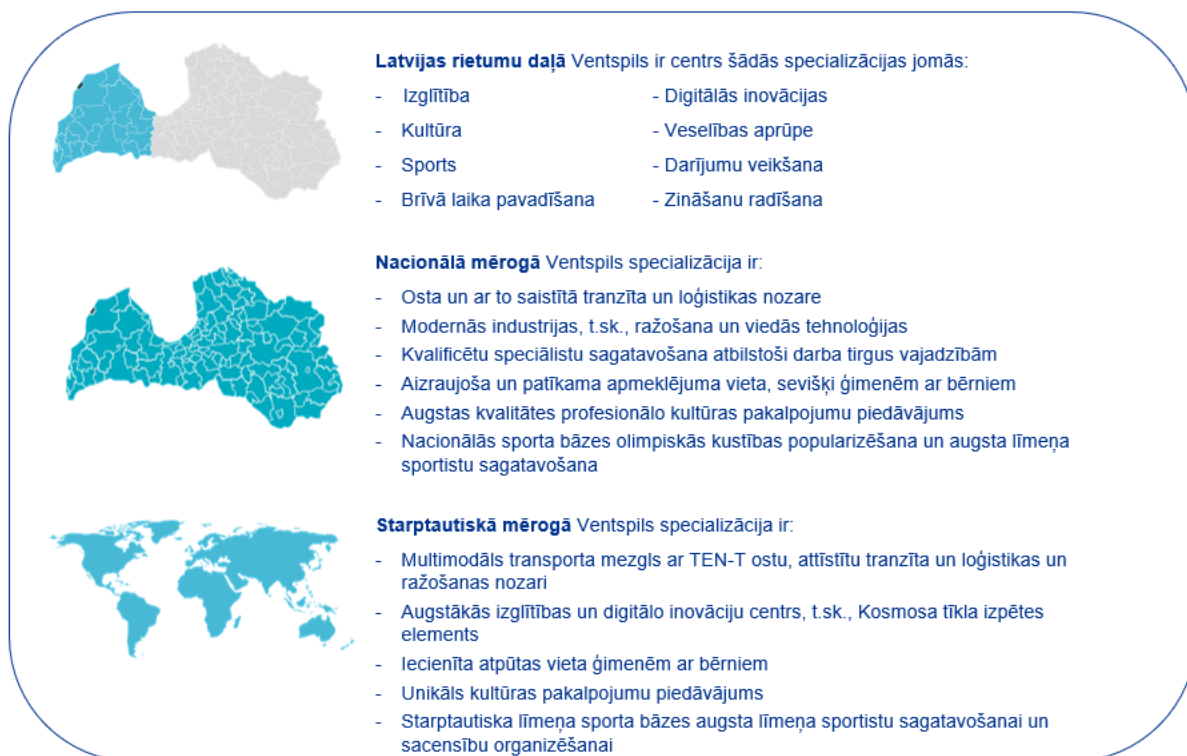 Latvijas rietumu daļā Ventspils ir centrs šādās specializācijas jomās:
- Izglītība - Digitālās inovācijas
- Kultūra - Veselības aprūpe
- Sports - Darījumu veikšana
- Brīvā laika pavadīšana - Zināšanu radīšana
Nacionālā mērogā Ventspils specializācija ir:
- Osta un ar to saistītā tranzīta un loģistikas nozare
- Modernās industrijas, t.sk., ražošana un viedās tehnoloģijas
- Kvalificētu speciālistu sagatavošana atbilstoši darba tirgus vajadzībām
- Aizraujoša un patīkama apmeklējuma vieta, sevišķi ģimenēm ar bērniem
- Augstas kvalitātes profesionālo kultūras pakalpojumu piedāvājums
- Nacionālās sporta bāzes olimpiskās kustības popularizēšana un augsta līmeņa
sportistu sagatavošana
Starptautiskā mērogā Ventspils specializācija ir:
- Multimodāls transporta mezgls ar TEN-T ostu, attīstītu tranzīta un loģistikas un
ražošanas nozari
- Augstākās izglītības un digitālo inovāciju centrs, t.sk., Kosmosa tīkla izpētes
elements
- Iecienīta atpūtas vieta ģimenēm ar bērniem
- Unikāls kultūras pakalpojumu piedāvājums
- Starptautiska līmeņa sporta bāzes augsta līmeņa sportistu sagatavošanai un
sacensību organizēšanai